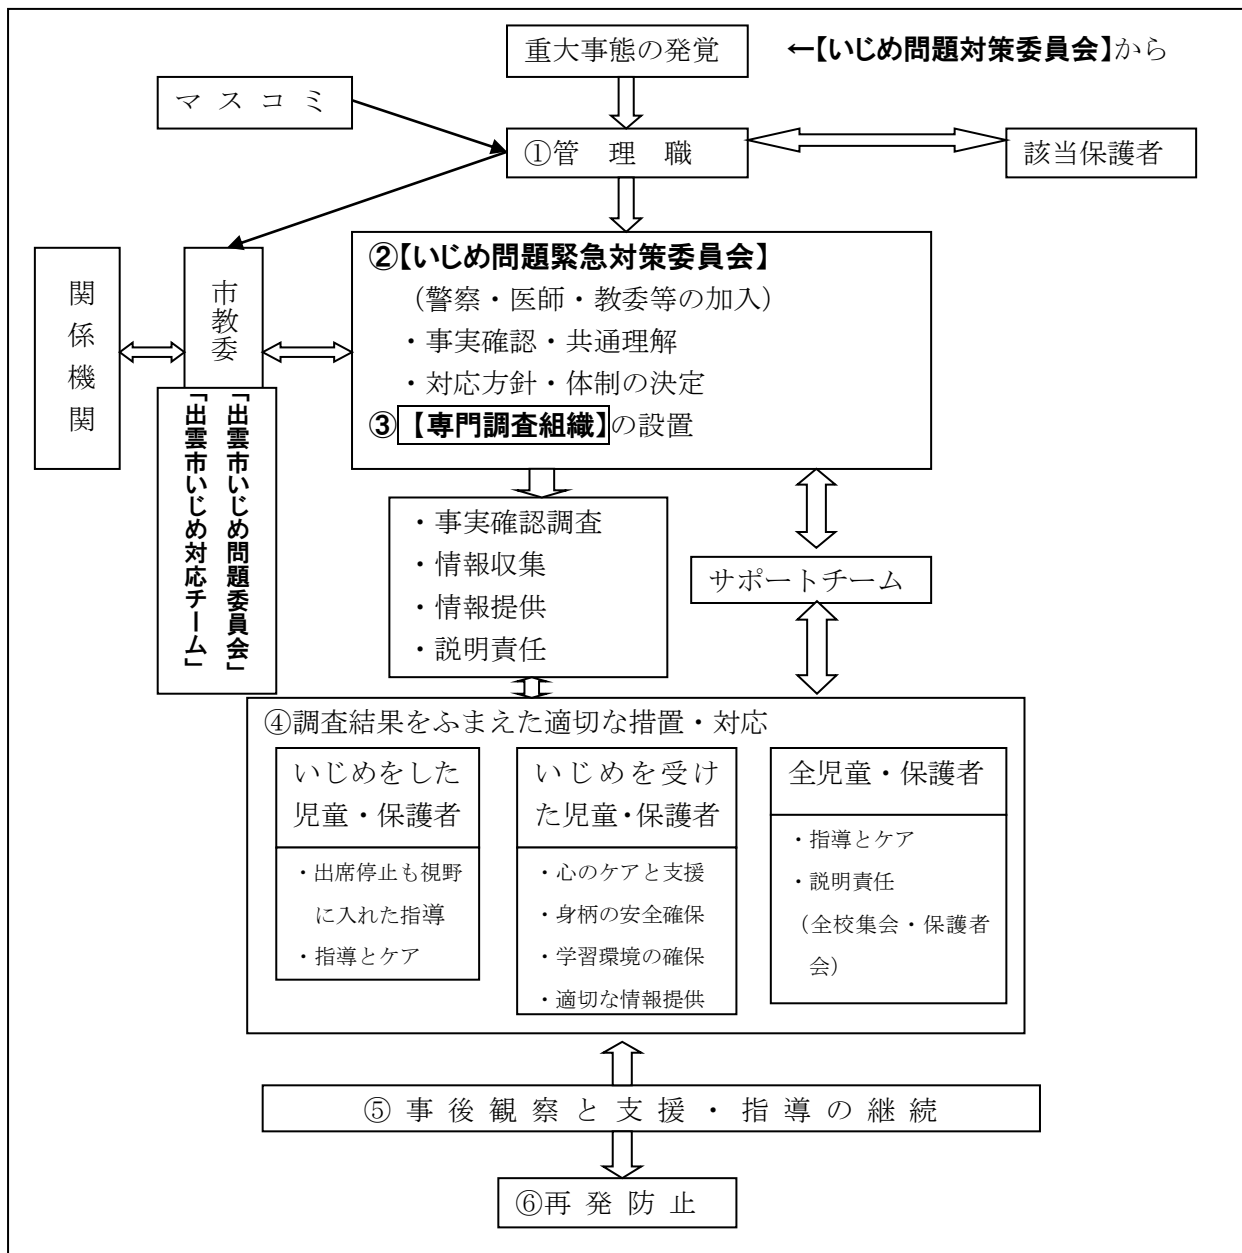 重大事態の発覚
←【いじめ問題対策委員会】から
マスコミ
①管理職
該当保護者
関係機関
市教委
「出雲市いじめ問題委員会」
「出雲市いじめ対応チーム」
②【いじめ問題緊急対策委員会】
（警察・医師・教委等の加入）
・事実確認・共通理解
・対応方針・体制の決定
③【専門調査組織】の設置
・事実確認調査
・情報収集
・情報提供
・説明責任
サポートチーム
④調査結果をふまえた適切な措置・対応
いじめをした
児童・保護者
・出席停止も視野
に入れた指導
・指導とケア
いじめを受け
た児童・保護者
・心のケアと支援
・身柄の安全確保
・学習環境の確保
・適切な情報提供
全児童・保護者
・指導とケア
・説明責任
（全校集会・保護者
会）
⑤事後観察と支援・指導の継続
⑥再発防止